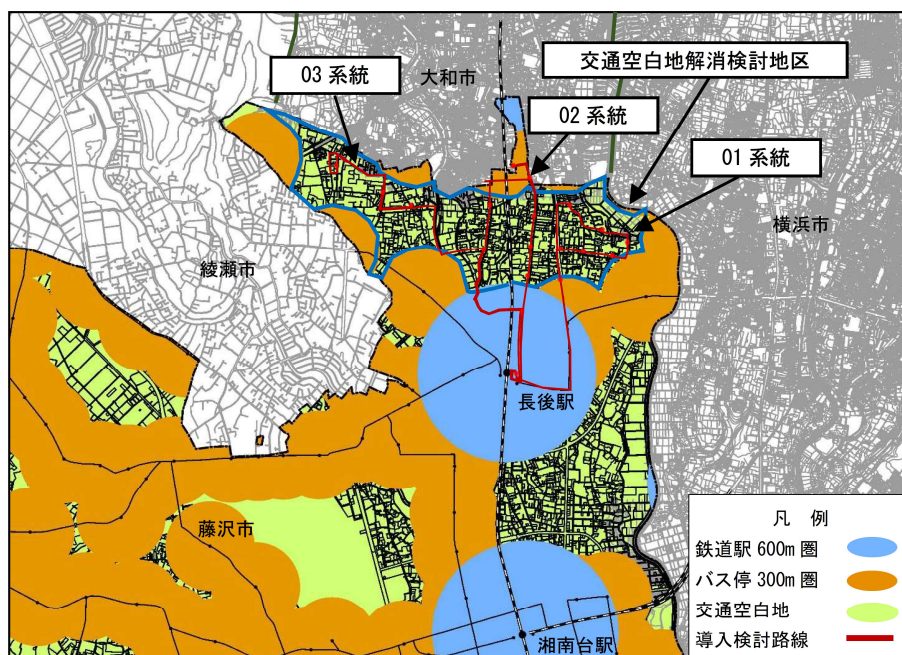 交通空白地解消検討地区
03 系統
大和市
02 系統
01 系統
横浜市
綾瀬市
長後駅
藤沢市
湘南台駅
凡 例
鉄道駅 600m 圏
バス停 300m 圏
交通空白地
導入検討路線